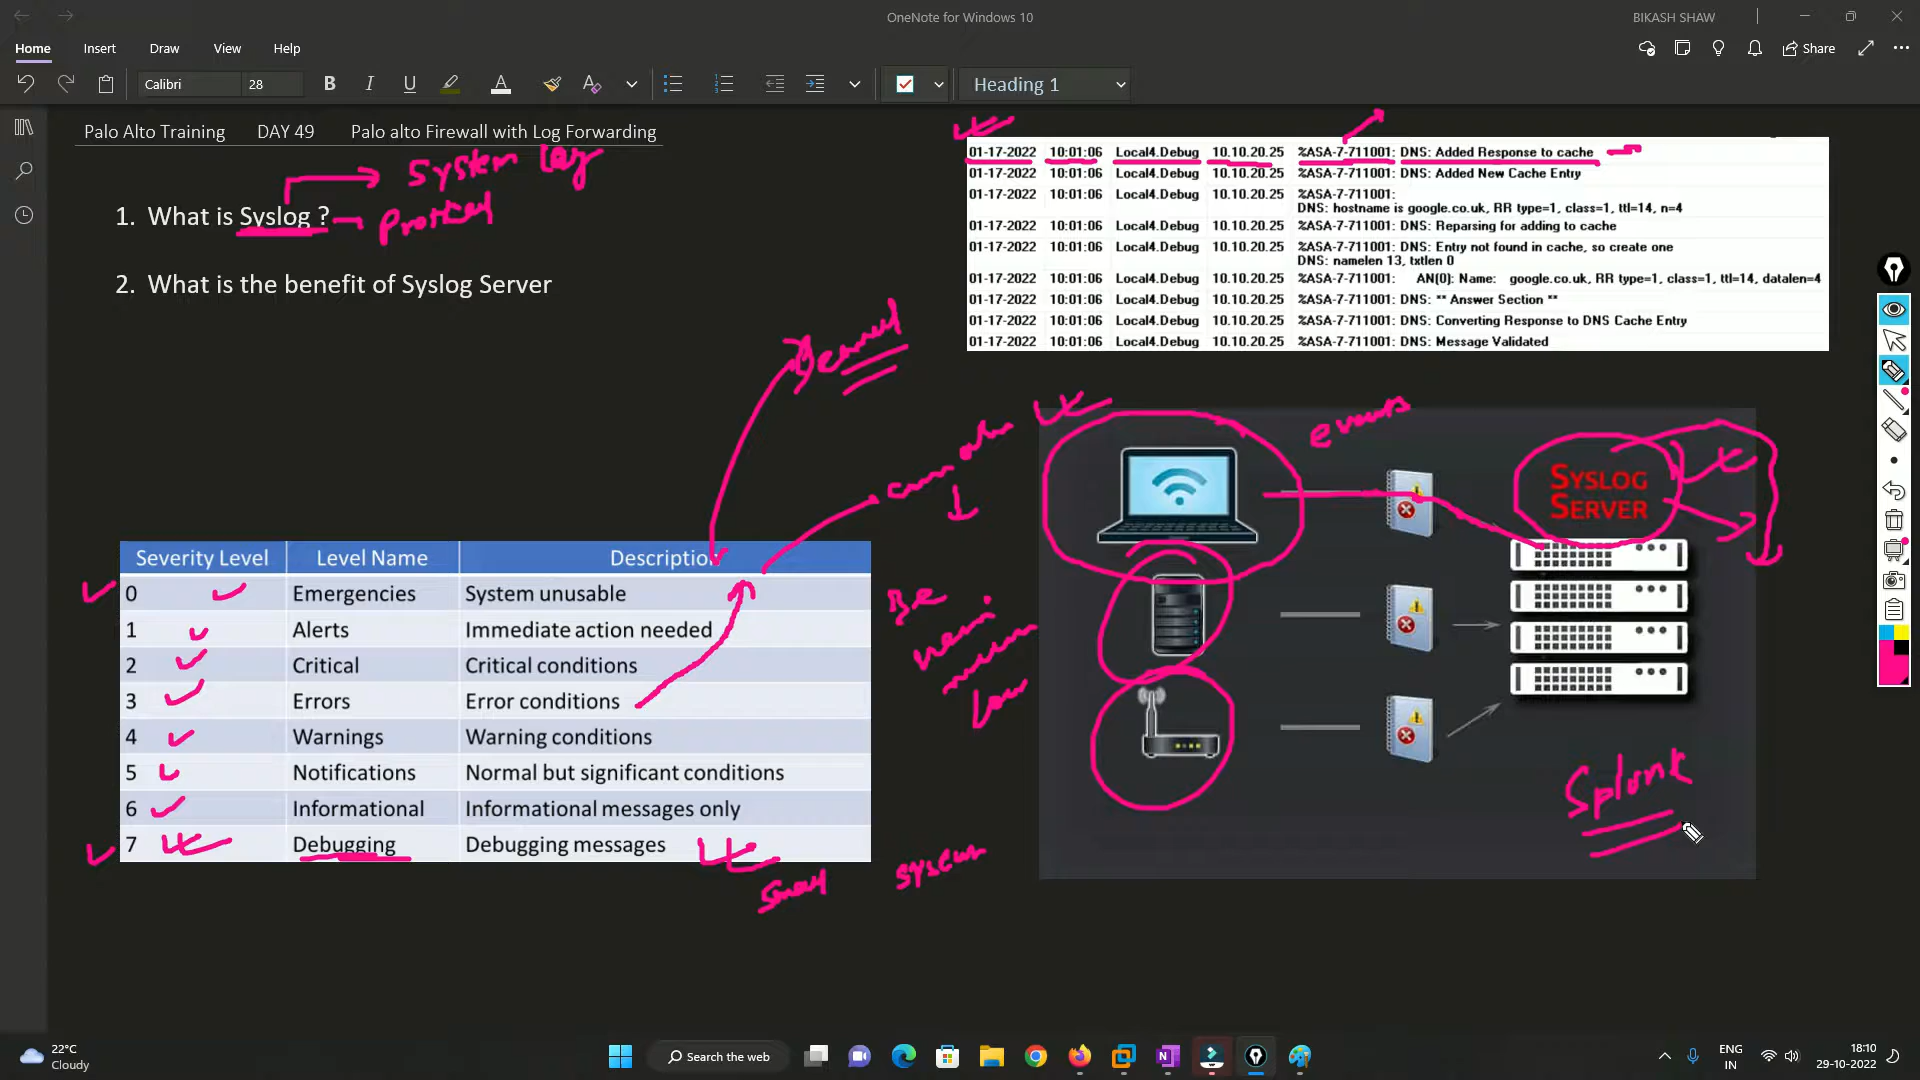 OneNote for Windows 10
BIKASH SHAW
Home Insert Draw View Help
Share
Calibri 28 B I U A Heading 1
Palo Alto Training DAY 49 Palo alto Firewall with Log Forwarding
System log
1. What is Syslog ?
2. What is the benefit of Syslog Server
01-17-2022 10:01:06 Local4.Debug 10.10.20.25 %ASA-7-711001: DNS: Added Response to cache
01-17-2022 10:01:06 Local4.Debug 10.10.20.25 %ASA-7-711001: DNS: Added New Cache Entry
01-17-2022 10:01:06 Local4.Debug 10.10.20.25 %ASA-7-711001:
DNS: hostname is google.co.uk, RR type=1, class=1, ttl=14, n=4
01-17-2022 10:01:06 Local4.Debug 10.10.20.25 %ASA-7-711001: DNS: Reparsing for adding to cache
01-17-2022 10:01:06 Local4.Debug 10.10.20.25 %ASA-7-711001: DNS: Entry not found in cache, so create one
DNS: namelen 13, txtlen 0
01-17-2022 10:01:06 Local4.Debug 10.10.20.25 %ASA-7-711001: AN(0): Name: google.co.uk, RR type=1, class=1, ttl=14, datalen=4
01-17-2022 10:01:06 Local4.Debug 10.10.20.25 %ASA-7-711001: DNS: ** Answer Section **
01-17-2022 10:01:06 Local4.Debug 10.10.20.25 %ASA-7-711001: DNS: Converting Response to DNS Cache Entry
01-17-2022 10:01:06 Local4.Debug 10.10.20.25 %ASA-7-711001: DNS: Message Validated
Severity Level Level Name Description
0 Emergencies System unusable
1 Alerts Immediate action needed
2 Critical Critical conditions
3 Errors Error conditions
4 Warnings Warning conditions
5 Notifications Normal but significant conditions
6 Informational Informational messages only
7 Debugging Debugging messages
SYSLOG
SERVER
Splunk
22°C
Cloudy
Search the web
ENG
IN
18:10
29-10-2022